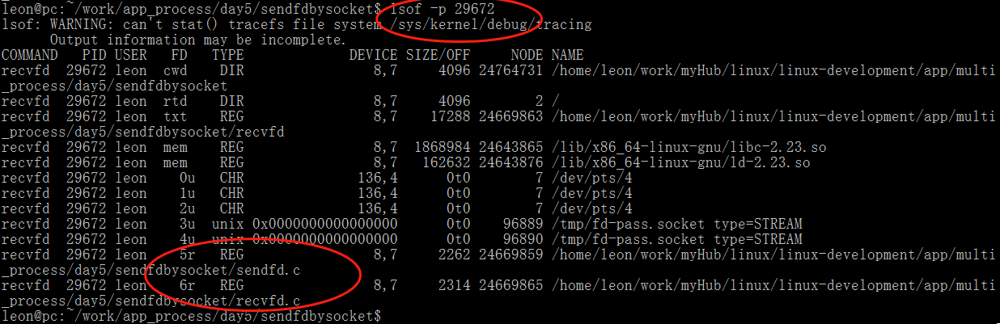 leon@pc:~/work/app_process/day5/sendfdbysocket$ lsof -p 29672
lsof: WARNING: can't stat() tracefs file system /sys/kernel/debug/tracing
      Output information may be incomplete.
COMMAND   PID USER   FD   TYPE             DEVICE SIZE/OFF     NODE NAME
recvfd  29672 leon  cwd    DIR                8,7     4096 24764731 /home/leon/work/myHub/linux/linux-development/app/multi
_process/day5/sendfdbysocket
recvfd  29672 leon  rtd    DIR                8,7     4096        2 /
recvfd  29672 leon  txt    REG                8,7    17288 24669863 /home/leon/work/myHub/linux/linux-development/app/multi
_process/day5/sendfdbysocket/recvfd
recvfd  29672 leon  mem    REG                8,7  1868984 24643865 /lib/x86_64-linux-gnu/libc-2.23.so
recvfd  29672 leon  mem    REG                8,7   162632 24643876 /lib/x86_64-linux-gnu/ld-2.23.so
recvfd  29672 leon    0u   CHR              136,4      0t0        7 /dev/pts/4
recvfd  29672 leon    1u   CHR              136,4      0t0        7 /dev/pts/4
recvfd  29672 leon    2u   CHR              136,4      0t0        7 /dev/pts/4
recvfd  29672 leon    3u  unix 0x0000000000000000      0t0    96889 /tmp/fd-pass.socket type=STREAM
recvfd  29672 leon    4u  unix 0x0000000000000000      0t0    96890 /tmp/fd-pass.socket type=STREAM
recvfd  29672 leon    5r   REG                8,7     2262 24669859 /home/leon/work/myHub/linux/linux-development/app/multi
_process/day5/sendfdbysocket/sendfd.c
recvfd  29672 leon    6r   REG                8,7     2314 24669865 /home/leon/work/myHub/linux/linux-development/app/multi
_process/day5/sendfdbysocket/recvfd.c
leon@pc:~/work/app_process/day5/sendfdbysocket$